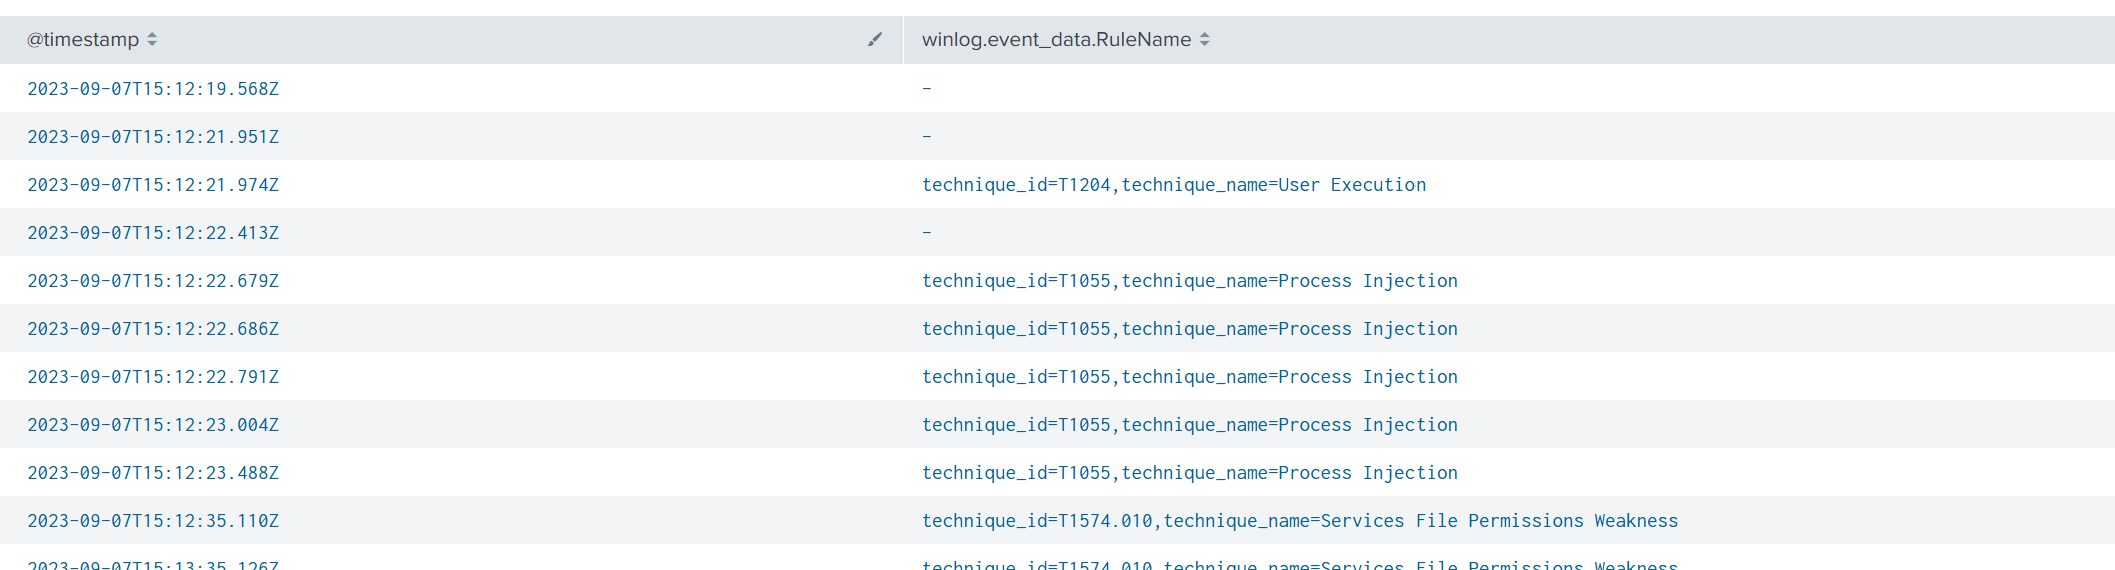 @timestamp winlog.event_data.RuleName
2023-09-07T15:12:19.568Z -
2023-09-07T15:12:21.951Z -
2023-09-07T15:12:21.974Z technique_id=T1204,technique_name=User Execution
2023-09-07T15:12:22.413Z -
2023-09-07T15:12:22.679Z technique_id=T1055,technique_name=Process Injection
2023-09-07T15:12:22.686Z technique_id=T1055,technique_name=Process Injection
2023-09-07T15:12:22.791Z technique_id=T1055,technique_name=Process Injection
2023-09-07T15:12:23.004Z technique_id=T1055,technique_name=Process Injection
2023-09-07T15:12:23.488Z technique_id=T1055,technique_name=Process Injection
2023-09-07T15:12:35.110Z technique_id=T1574.010,technique_name=Services File Permissions Weakness
2023-09-07T15:13:35.126Z technique_id=T1574.010,technique_name=Services File Permissions Weakness